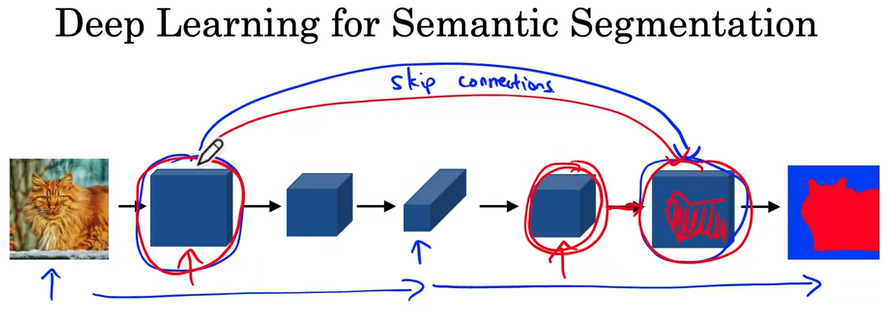 Deep Learning for Semantic Segmentation
skip connections